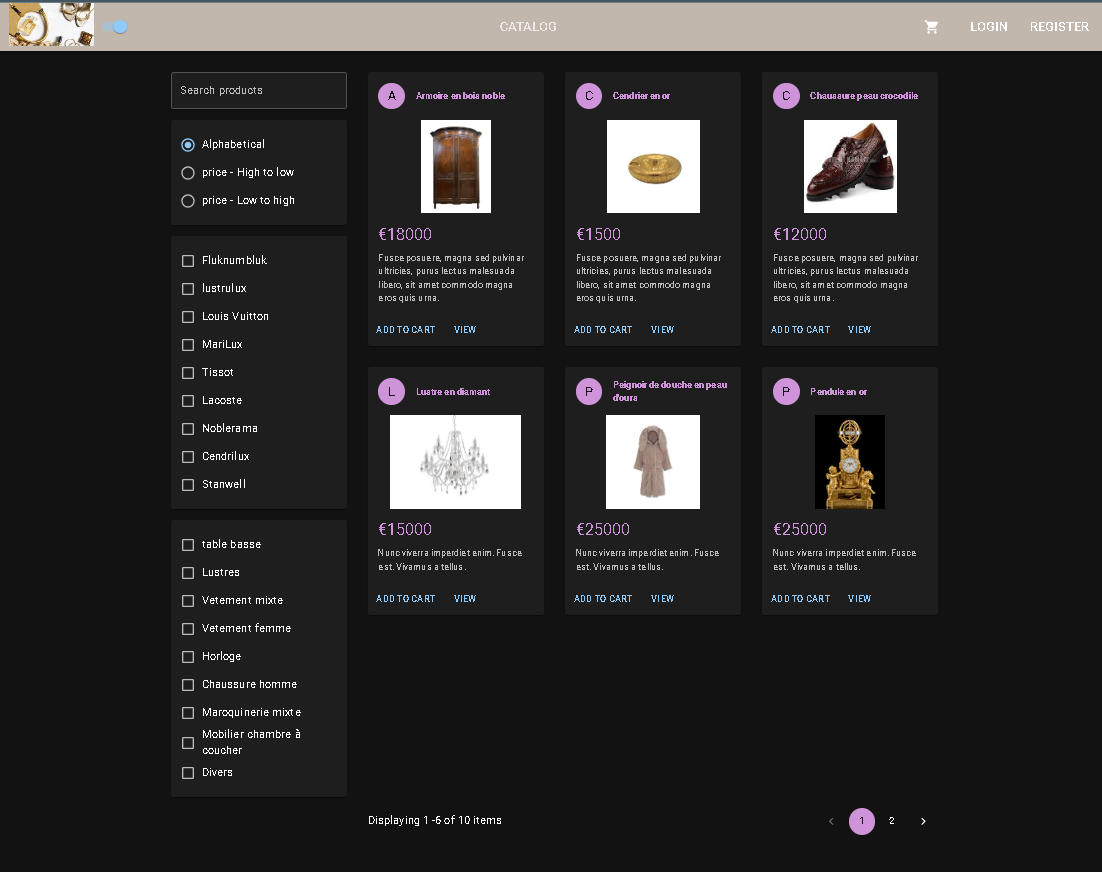 CATALOG
LOGIN
REGISTER
Search products
Alphabetical
price - High to low
price - Low to high
Fluknumbluk
lustrulux
Louis Vuitton
MariLux
Tissot
Lacoste
Noblerama
Cendrilux
Stanwell
table basse
Lustres
Vetement mixte
Vetement femme
Horloge
Chaussure homme
Maroquinerie mixte
Mobilier chambre à
coucher
Divers
A
Armoire en bois noble
€18000
Fusce posuere, magna sed pulvinar
ultricies, purus lectus malesuada
libero, sit amet commodo magna
eros quis urna.
ADD TO CART
VIEW
C
Cendrier en or
€1500
Fusce posuere, magna sed pulvinar
ultricies, purus lectus malesuada
libero, sit amet commodo magna
eros quis urna.
ADD TO CART
VIEW
C
Chaussure peau crocodile
€12000
Fusce posuere, magna sed pulvinar
ultricies, purus lectus malesuada
libero, sit amet commodo magna
eros quis urna.
ADD TO CART
VIEW
L
Lustre en diamant
€15000
Nunc viverra imperdiet enim. Fusce
est. Vivamus a tellus.
ADD TO CART
VIEW
P
Peignoir de douche en peau
d'ours
€25000
Nunc viverra imperdiet enim. Fusce
est. Vivamus a tellus.
ADD TO CART
VIEW
P
Pendule en or
€25000
Nunc viverra imperdiet enim. Fusce
est. Vivamus a tellus.
ADD TO CART
VIEW
Displaying 1 -6 of 10 items
1
2